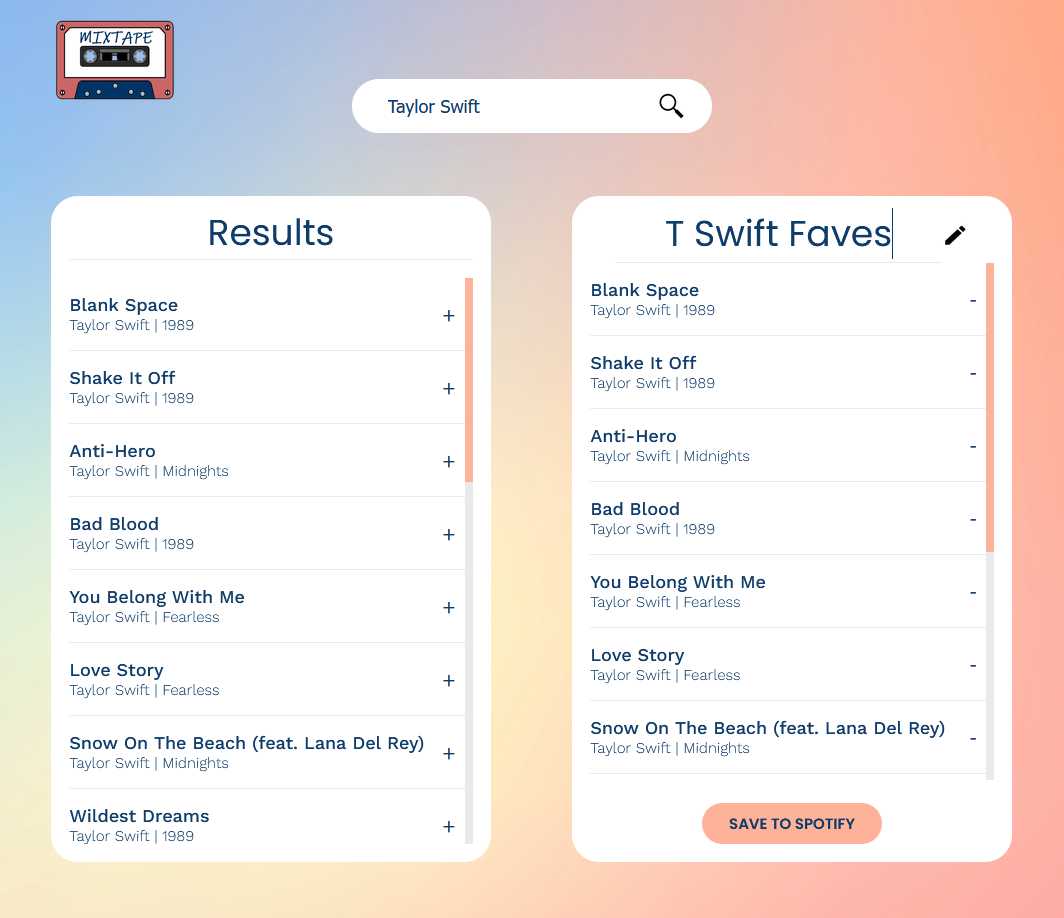 MIXTAPE
Taylor Swift
Results
Blank Space
+
Taylor Swift | 1989
Shake It Off
+
Taylor Swift | 1989
Anti-Hero
+
Taylor Swift | Midnights
Bad Blood
+
Taylor Swift | 1989
You Belong With Me
+
Taylor Swift | Fearless
Love Story
+
Taylor Swift | Fearless
Snow On The Beach (feat. Lana Del Rey)
+
Taylor Swift | Midnights
Wildest Dreams
+
Taylor Swift | 1989
T Swift Faves
Blank Space
-
Taylor Swift | 1989
Shake It Off
-
Taylor Swift | 1989
Anti-Hero
-
Taylor Swift | Midnights
Bad Blood
-
Taylor Swift | 1989
You Belong With Me
-
Taylor Swift | Fearless
Love Story
-
Taylor Swift | Fearless
Snow On The Beach (feat. Lana Del Rey)
-
Taylor Swift | Midnights
SAVE TO SPOTIFY